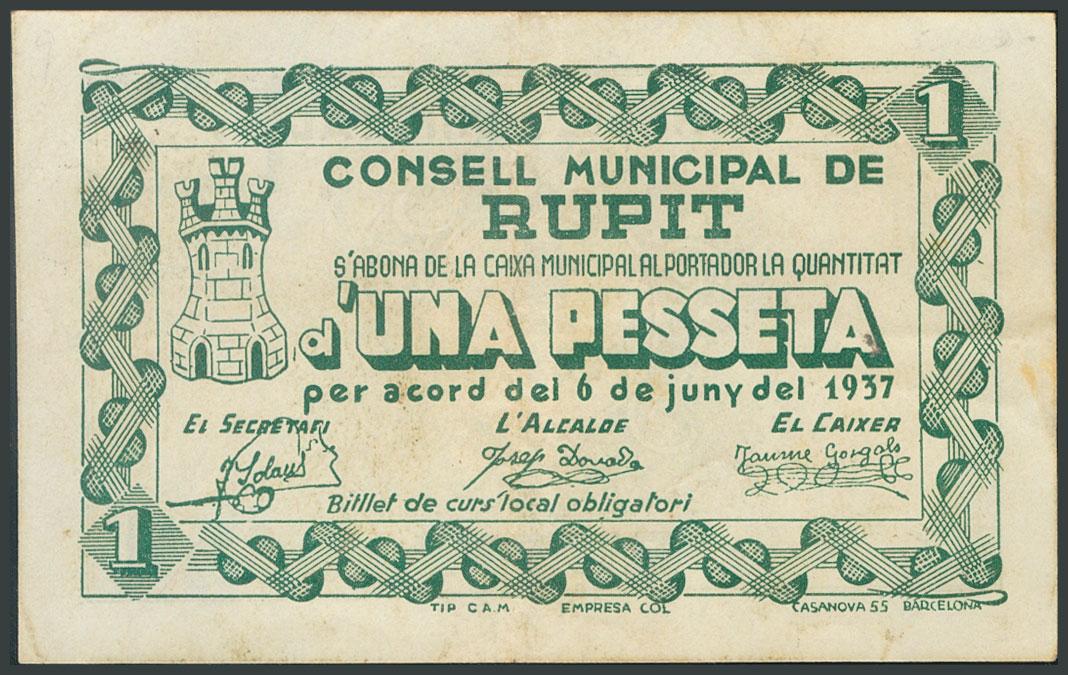 1
CONSELL MUNICIPAL DE
RUPIT
S'ABONA DE LA CAIXA MUNICIPAL AL PORTADOR LA QUANTITAT
d'UNA PESSETA
per acord del 6 de juny del 1937
El SECRETARI L'ALCALDE EL CAIXER
Josep Jaume Gorgals
Bitllet de curs local obligatori
1
TIP C.A.M. EMPRESA COL CASANOVA 55 BARCELONA